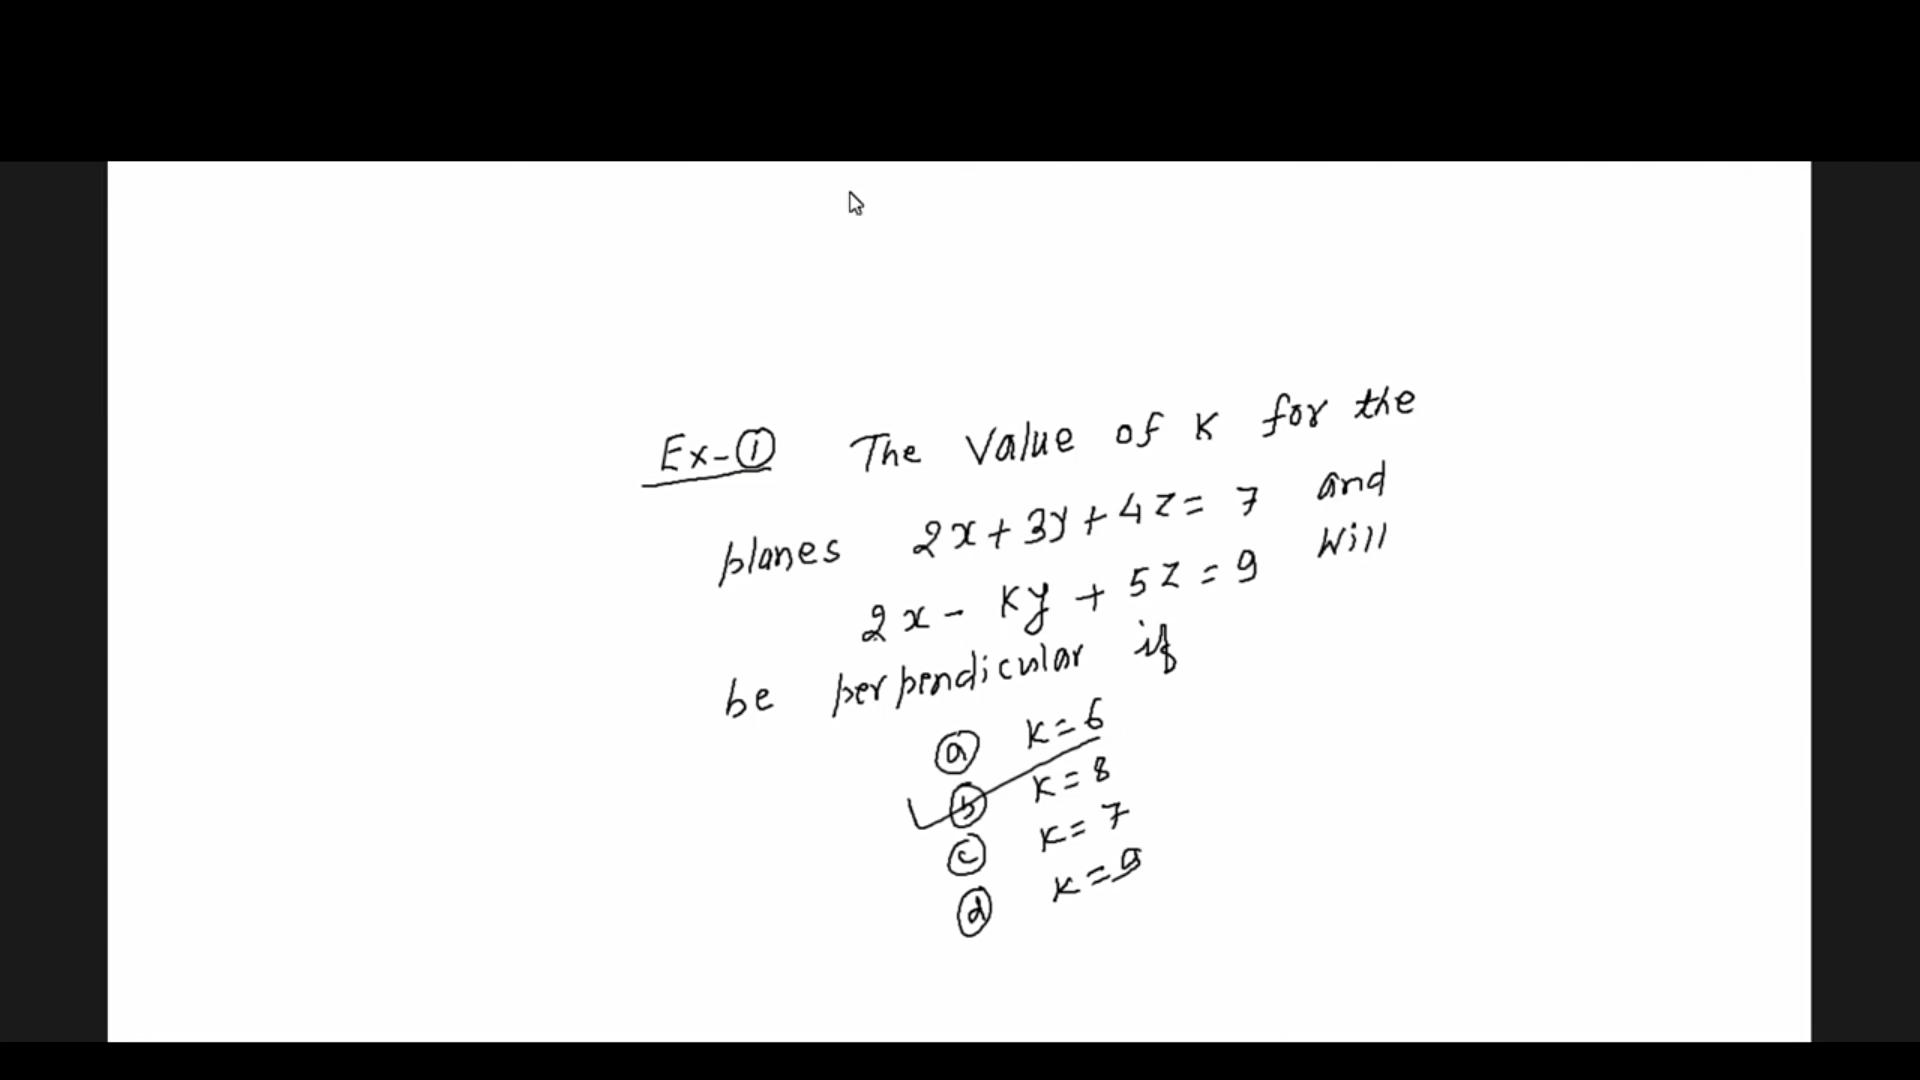 Ex-① The Value of K for the
planes 2x + 3y + 4z = 7 and
2x - Ky + 5z = 9 Will
be perpendicular if
ⓐ K = 6
ⓑ K = 8
ⓒ K = 7
ⓓ K = 9